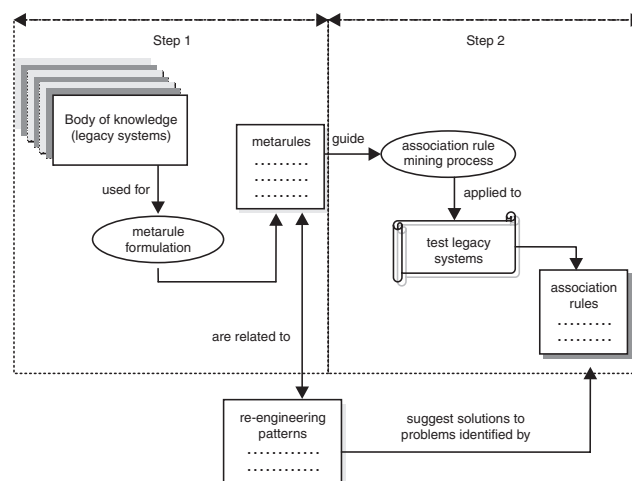 Step 1
Step 2
Body of knowledge
(legacy systems)
metarules
.........
.........
.........
guide
association rule
mining process
used for
applied to
metarule
formulation
test legacy
systems
association
rules
.........
.........
are related to
re-engineering
patterns
............
............
suggest solutions to
problems identified by